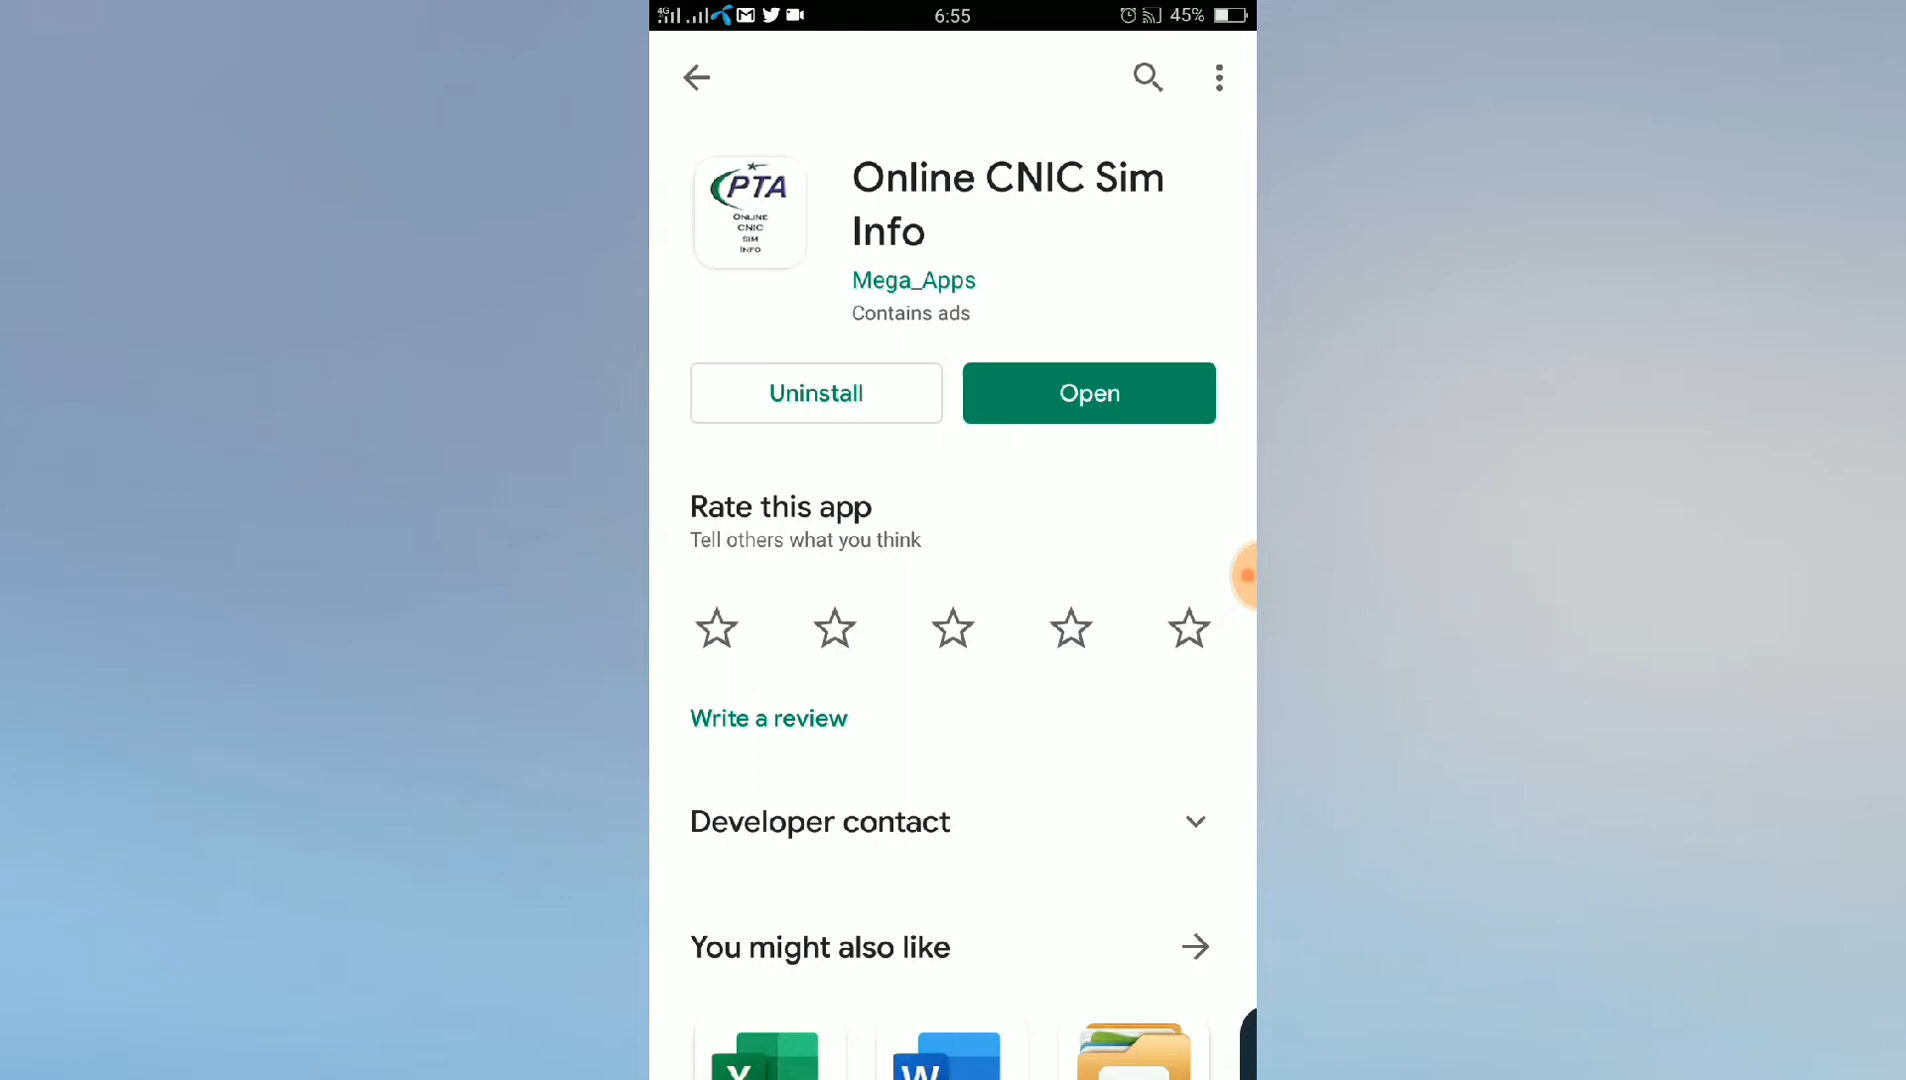 4G 6:55 45%
PTA
ONLINE
CNIC
SIM
INFO
Online CNIC Sim
Info
Mega_Apps
Contains ads
Uninstall
Open
Rate this app
Tell others what you think
Write a review
Developer contact
You might also like
X
W